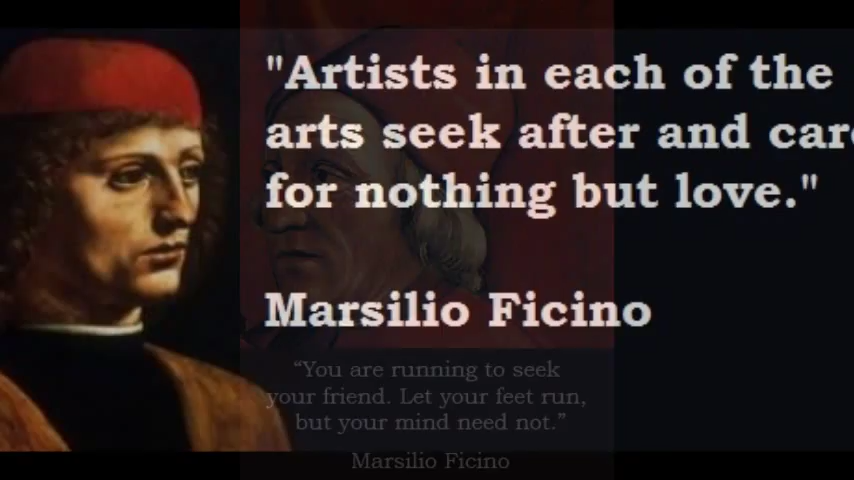 "Artists in each of the
arts seek after and car
for nothing but love."
Marsilio Ficino
“You are running to seek
your friend. Let your feet run,
but your mind need not.”
Marsilio Ficino